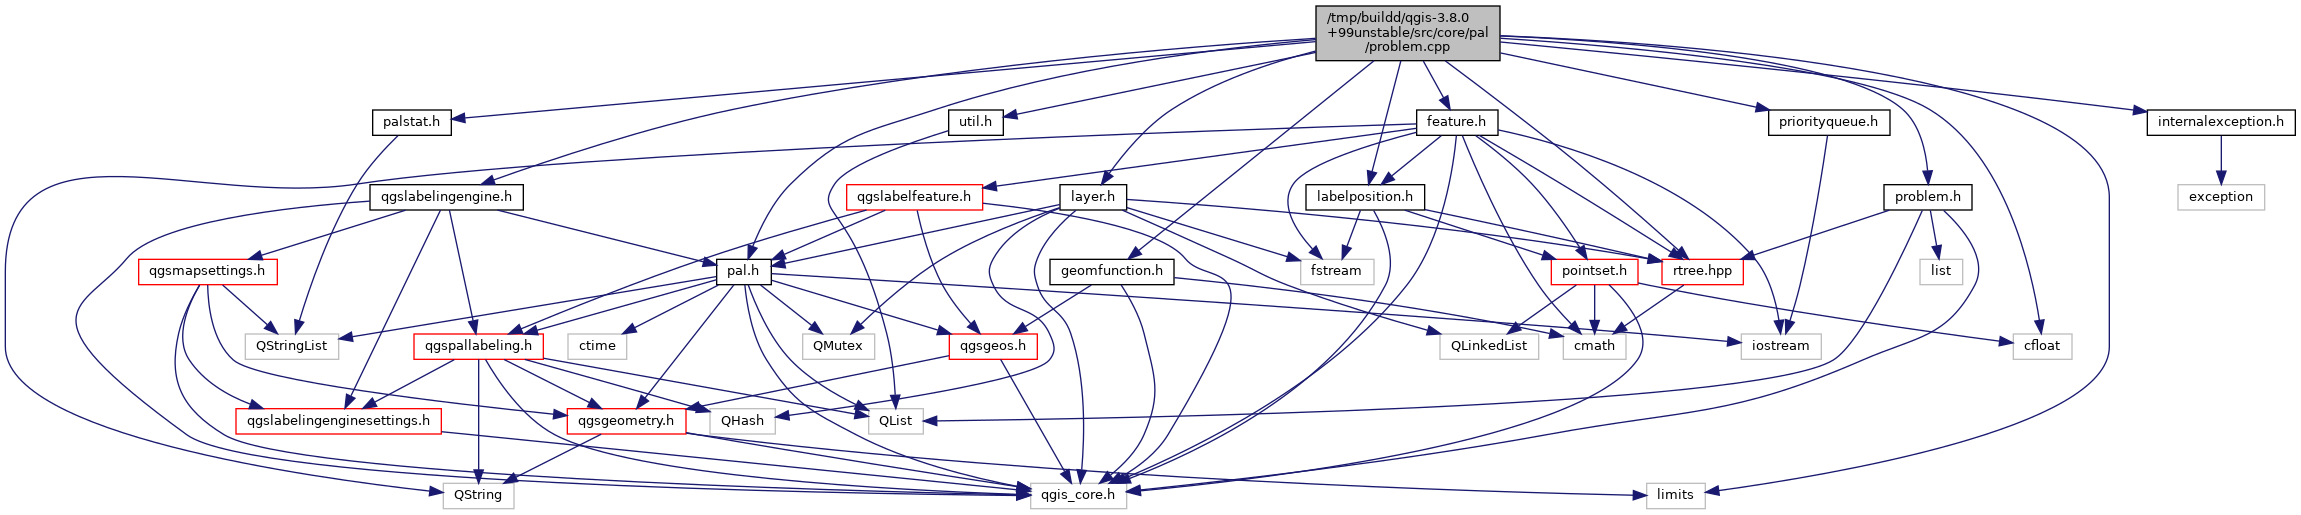 /tmp/buildd/qgis-3.8.0
+99unstable/src/core/pal
/problem.cpp
palstat.h
util.h
feature.h
priorityqueue.h
internalexception.h
qgslabelingengine.h
qgslabelfeature.h
layer.h
labelposition.h
problem.h
exception
qgsmapsettings.h
pal.h
geomfunction.h
fstream
pointset.h
rtree.hpp
list
QStringList
qgspallabeling.h
ctime
QMutex
qgsgeos.h
QLinkedList
cmath
iostream
cfloat
qgslabelingenginesettings.h
qgsgeometry.h
QHash
QList
QString
qgis_core.h
limits